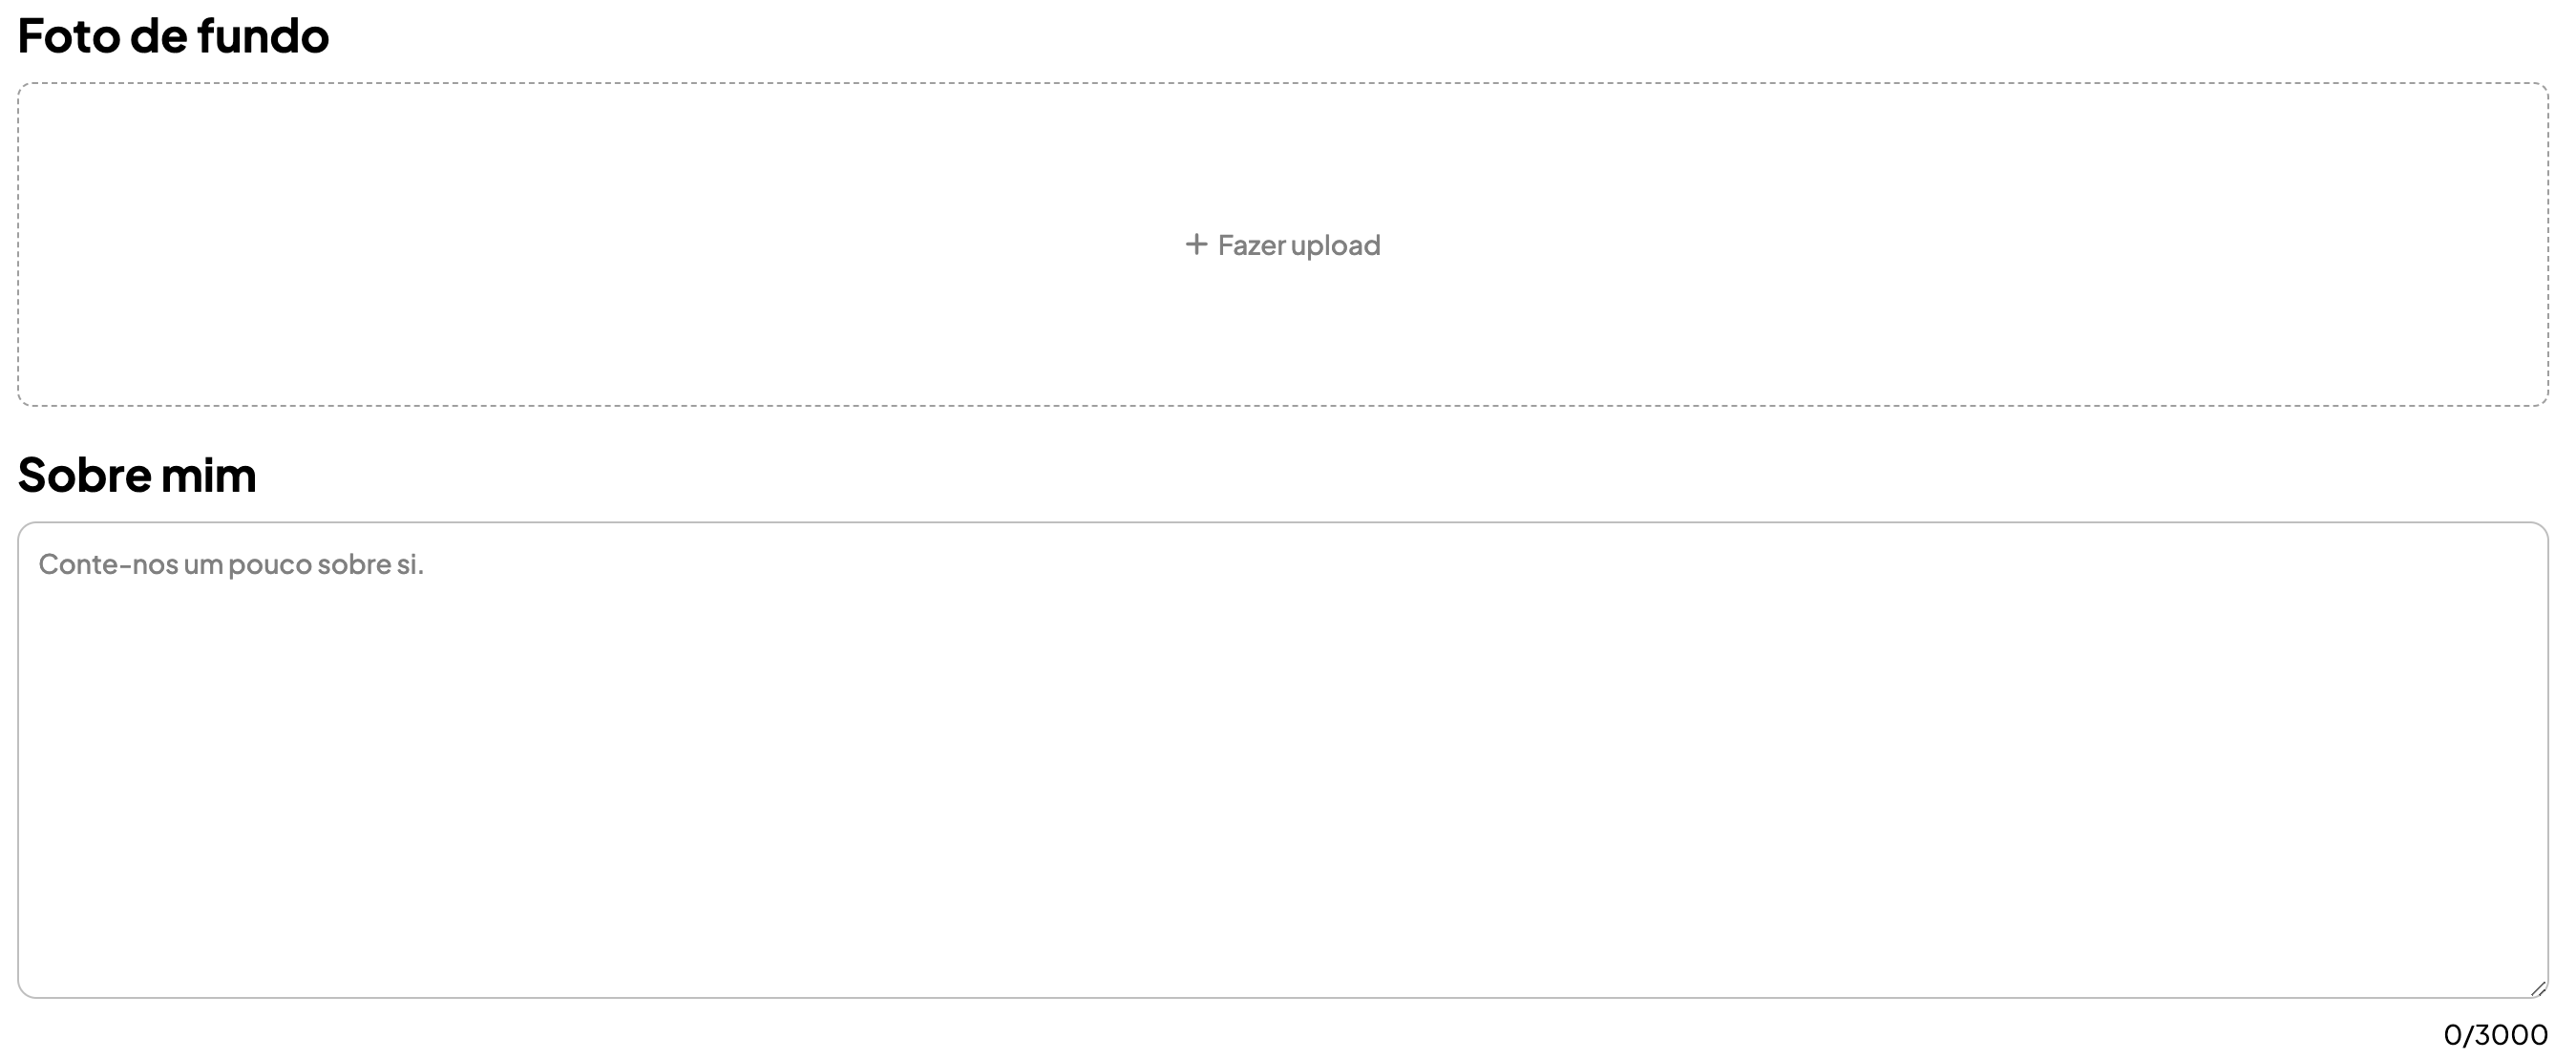 Foto de fundo
+ Fazer upload
Sobre mim
Conte-nos um pouco sobre si.
0/3000